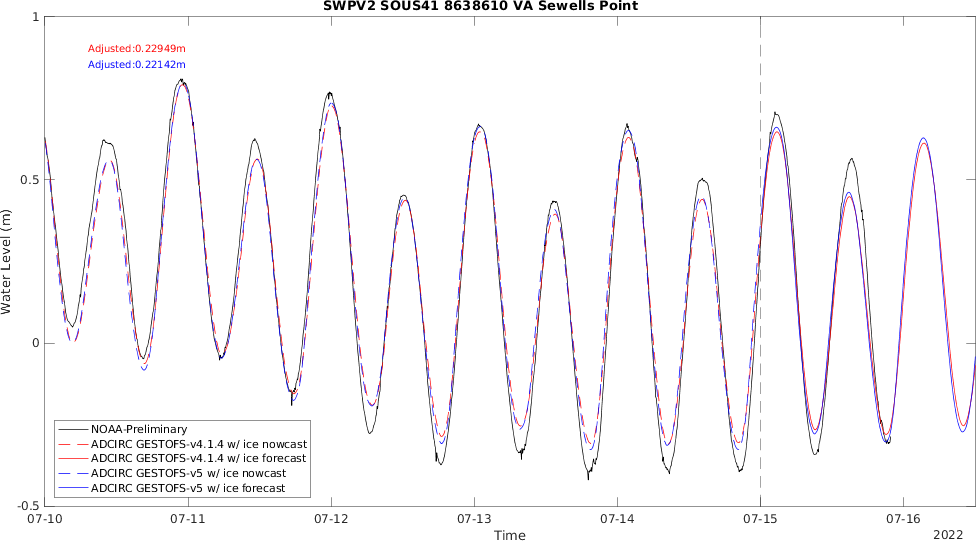 SWPV2 SOUS41 8638610 VA Sewells Point
Adjusted:0.22949m
Adjusted:0.22142m
Water Level (m)
1
0.5
0
-0.5
NOAA-Preliminary
ADCIRC GESTOFS-v4.1.4 w/ ice nowcast
ADCIRC GESTOFS-v4.1.4 w/ ice forecast
ADCIRC GESTOFS-v5 w/ ice nowcast
ADCIRC GESTOFS-v5 w/ ice forecast
07-10 07-11 07-12 07-13 07-14 07-15 07-16
Time
2022